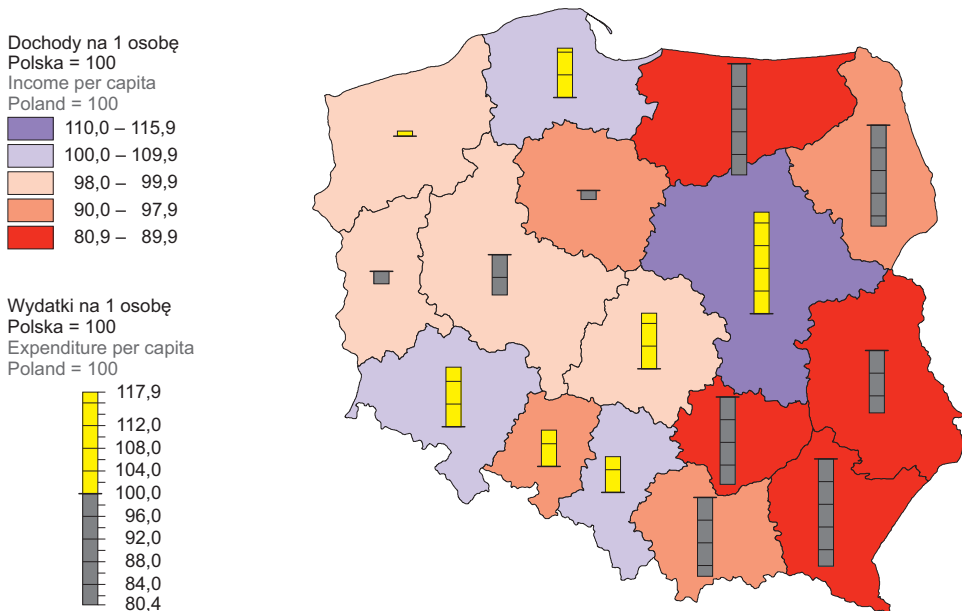 Dochody na 1 osobę
Polska = 100
Income per capita
Poland = 100
110,0 – 115,9
100,0 – 109,9
98,0 – 99,9
90,0 – 97,9
80,9 – 89,9
Wydatki na 1 osobę
Polska = 100
Expenditure per capita
Poland = 100
117,9
112,0
108,0
104,0
100,0
96,0
92,0
88,0
84,0
80,4